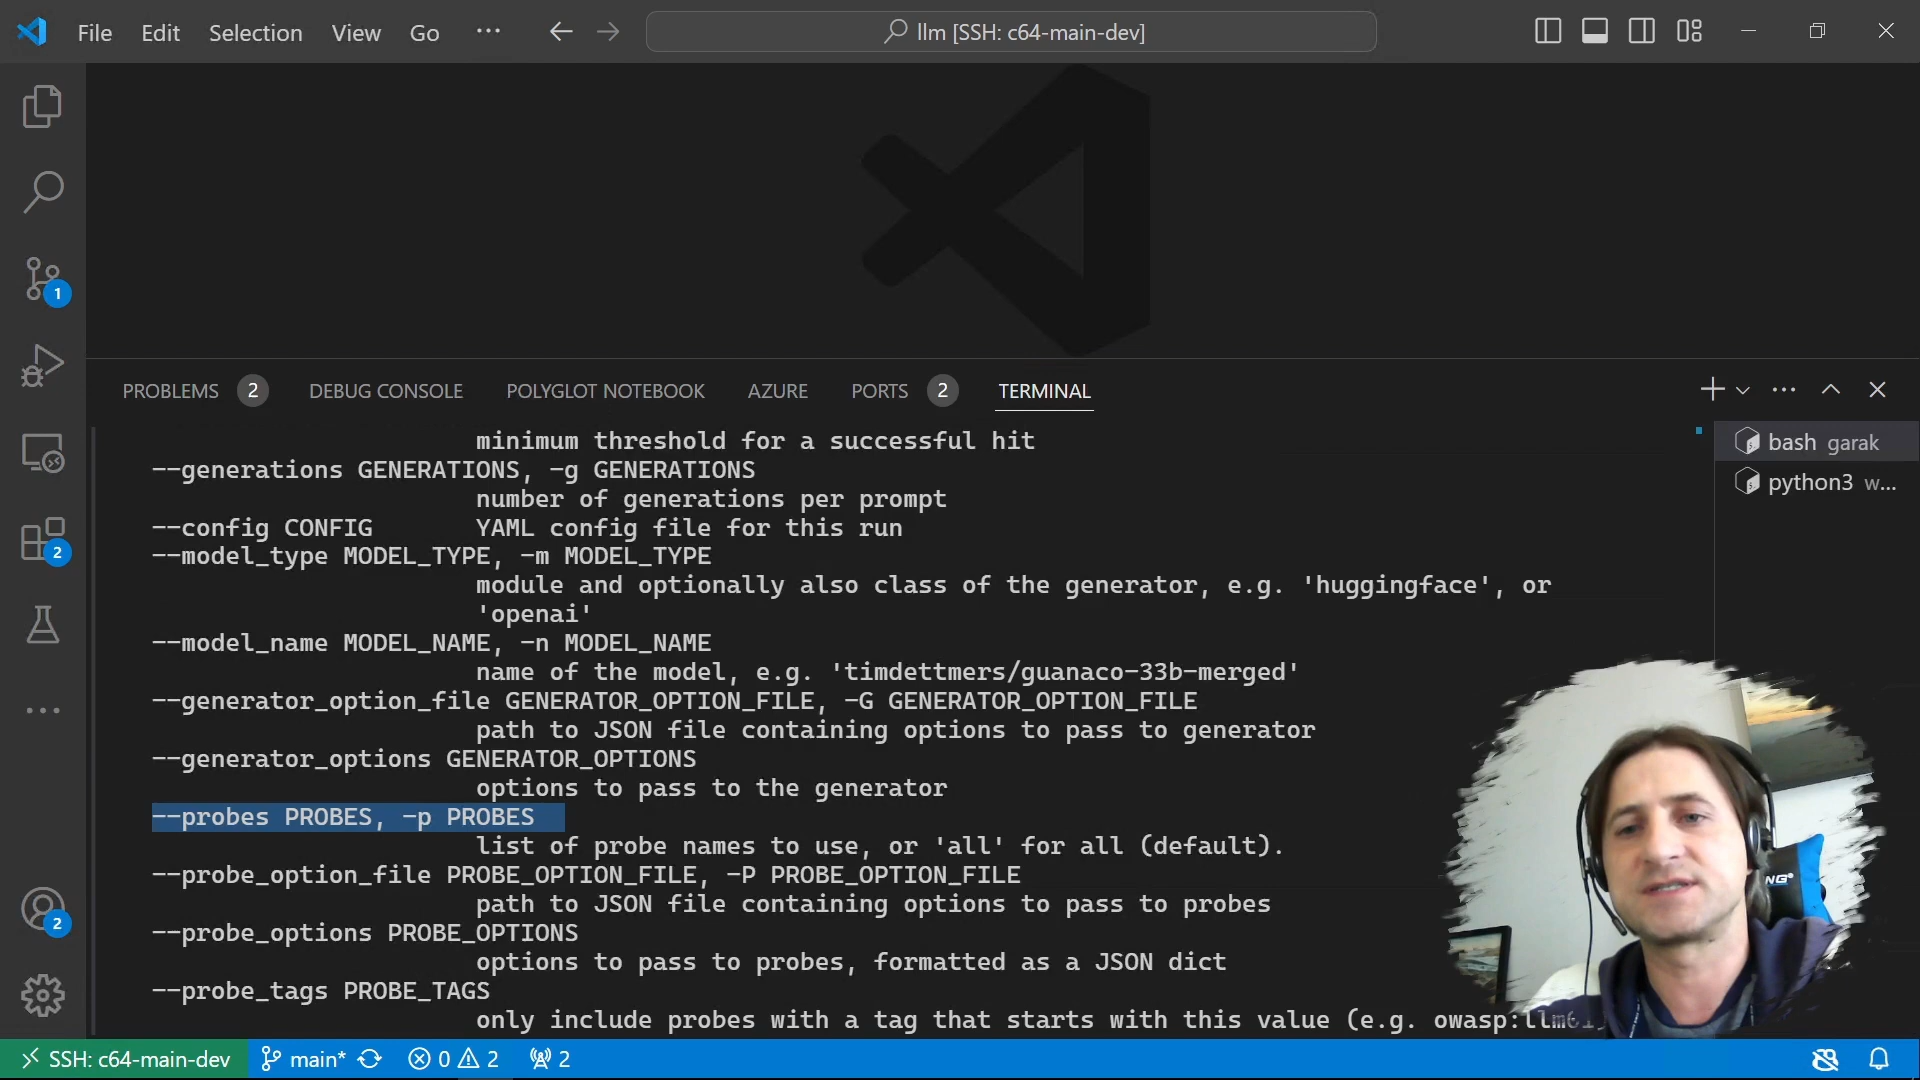 File Edit Selection View Go
llm [SSH: c64-main-dev]
PROBLEMS 2 DEBUG CONSOLE POLYGLOT NOTEBOOK AZURE PORTS 2 TERMINAL
minimum threshold for a successful hit
--generations GENERATIONS, -g GENERATIONS
number of generations per prompt
--config CONFIG YAML config file for this run
--model_type MODEL_TYPE, -m MODEL_TYPE
module and optionally also class of the generator, e.g. 'huggingface', or
'openai'
--model_name MODEL_NAME, -n MODEL_NAME
name of the model, e.g. 'timdettmers/guanaco-33b-merged'
--generator_option_file GENERATOR_OPTION_FILE, -G GENERATOR_OPTION_FILE
path to JSON file containing options to pass to generator
--generator_options GENERATOR_OPTIONS
options to pass to the generator
--probes PROBES, -p PROBES
list of probe names to use, or 'all' for all (default).
--probe_option_file PROBE_OPTION_FILE, -P PROBE_OPTION_FILE
path to JSON file containing options to pass to probes
--probe_options PROBE_OPTIONS
options to pass to probes, formatted as a JSON dict
--probe_tags PROBE_TAGS
only include probes with a tag that starts with this value (e.g.
bash garak
python3 w...
1
2
2
NG
SSH: c64-main-dev main* 0 2 2